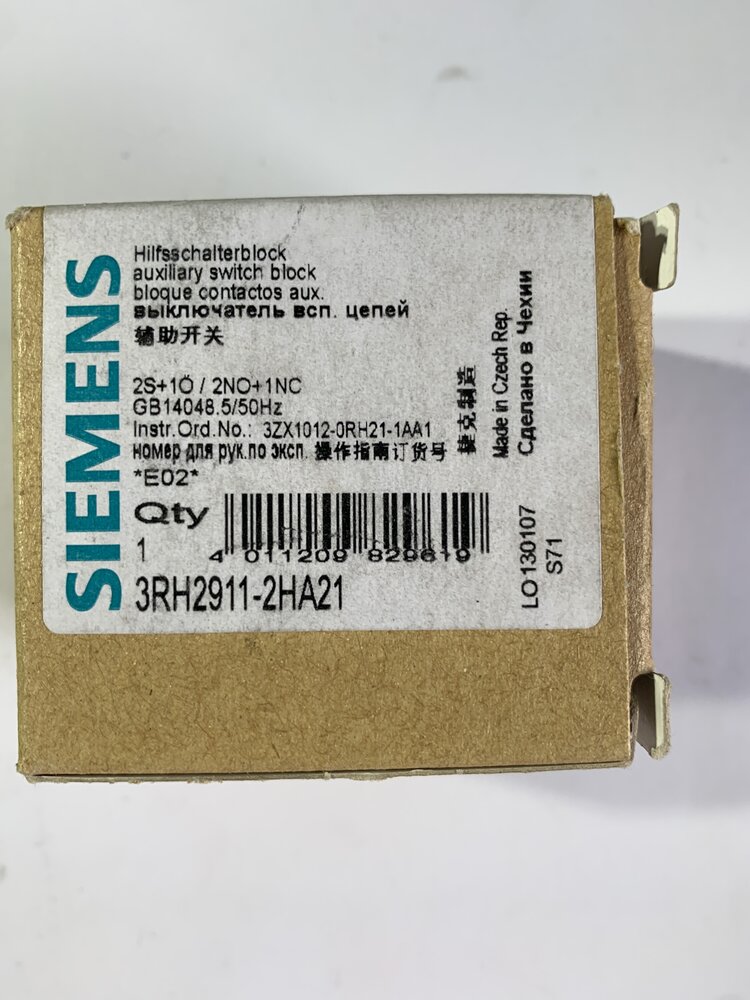 SIEMENS
Hilfsschalterblock
auxiliary switch block
bloque contactos aux.
выключатель всп. цепей
辅助开关
2S+1Ö / 2NO+1NC
GB14048.5/50Hz
Instr.Ord.No.: 3ZX1012-0RH21-1AA1
номер для рук.по эксп. 操作指南订货号
*E02*
Qty
1
4 011209 829619
3RH2911-2HA21
捷克制造
Made in Czech Rep.
Сделано в Чехии
LO130107
S71